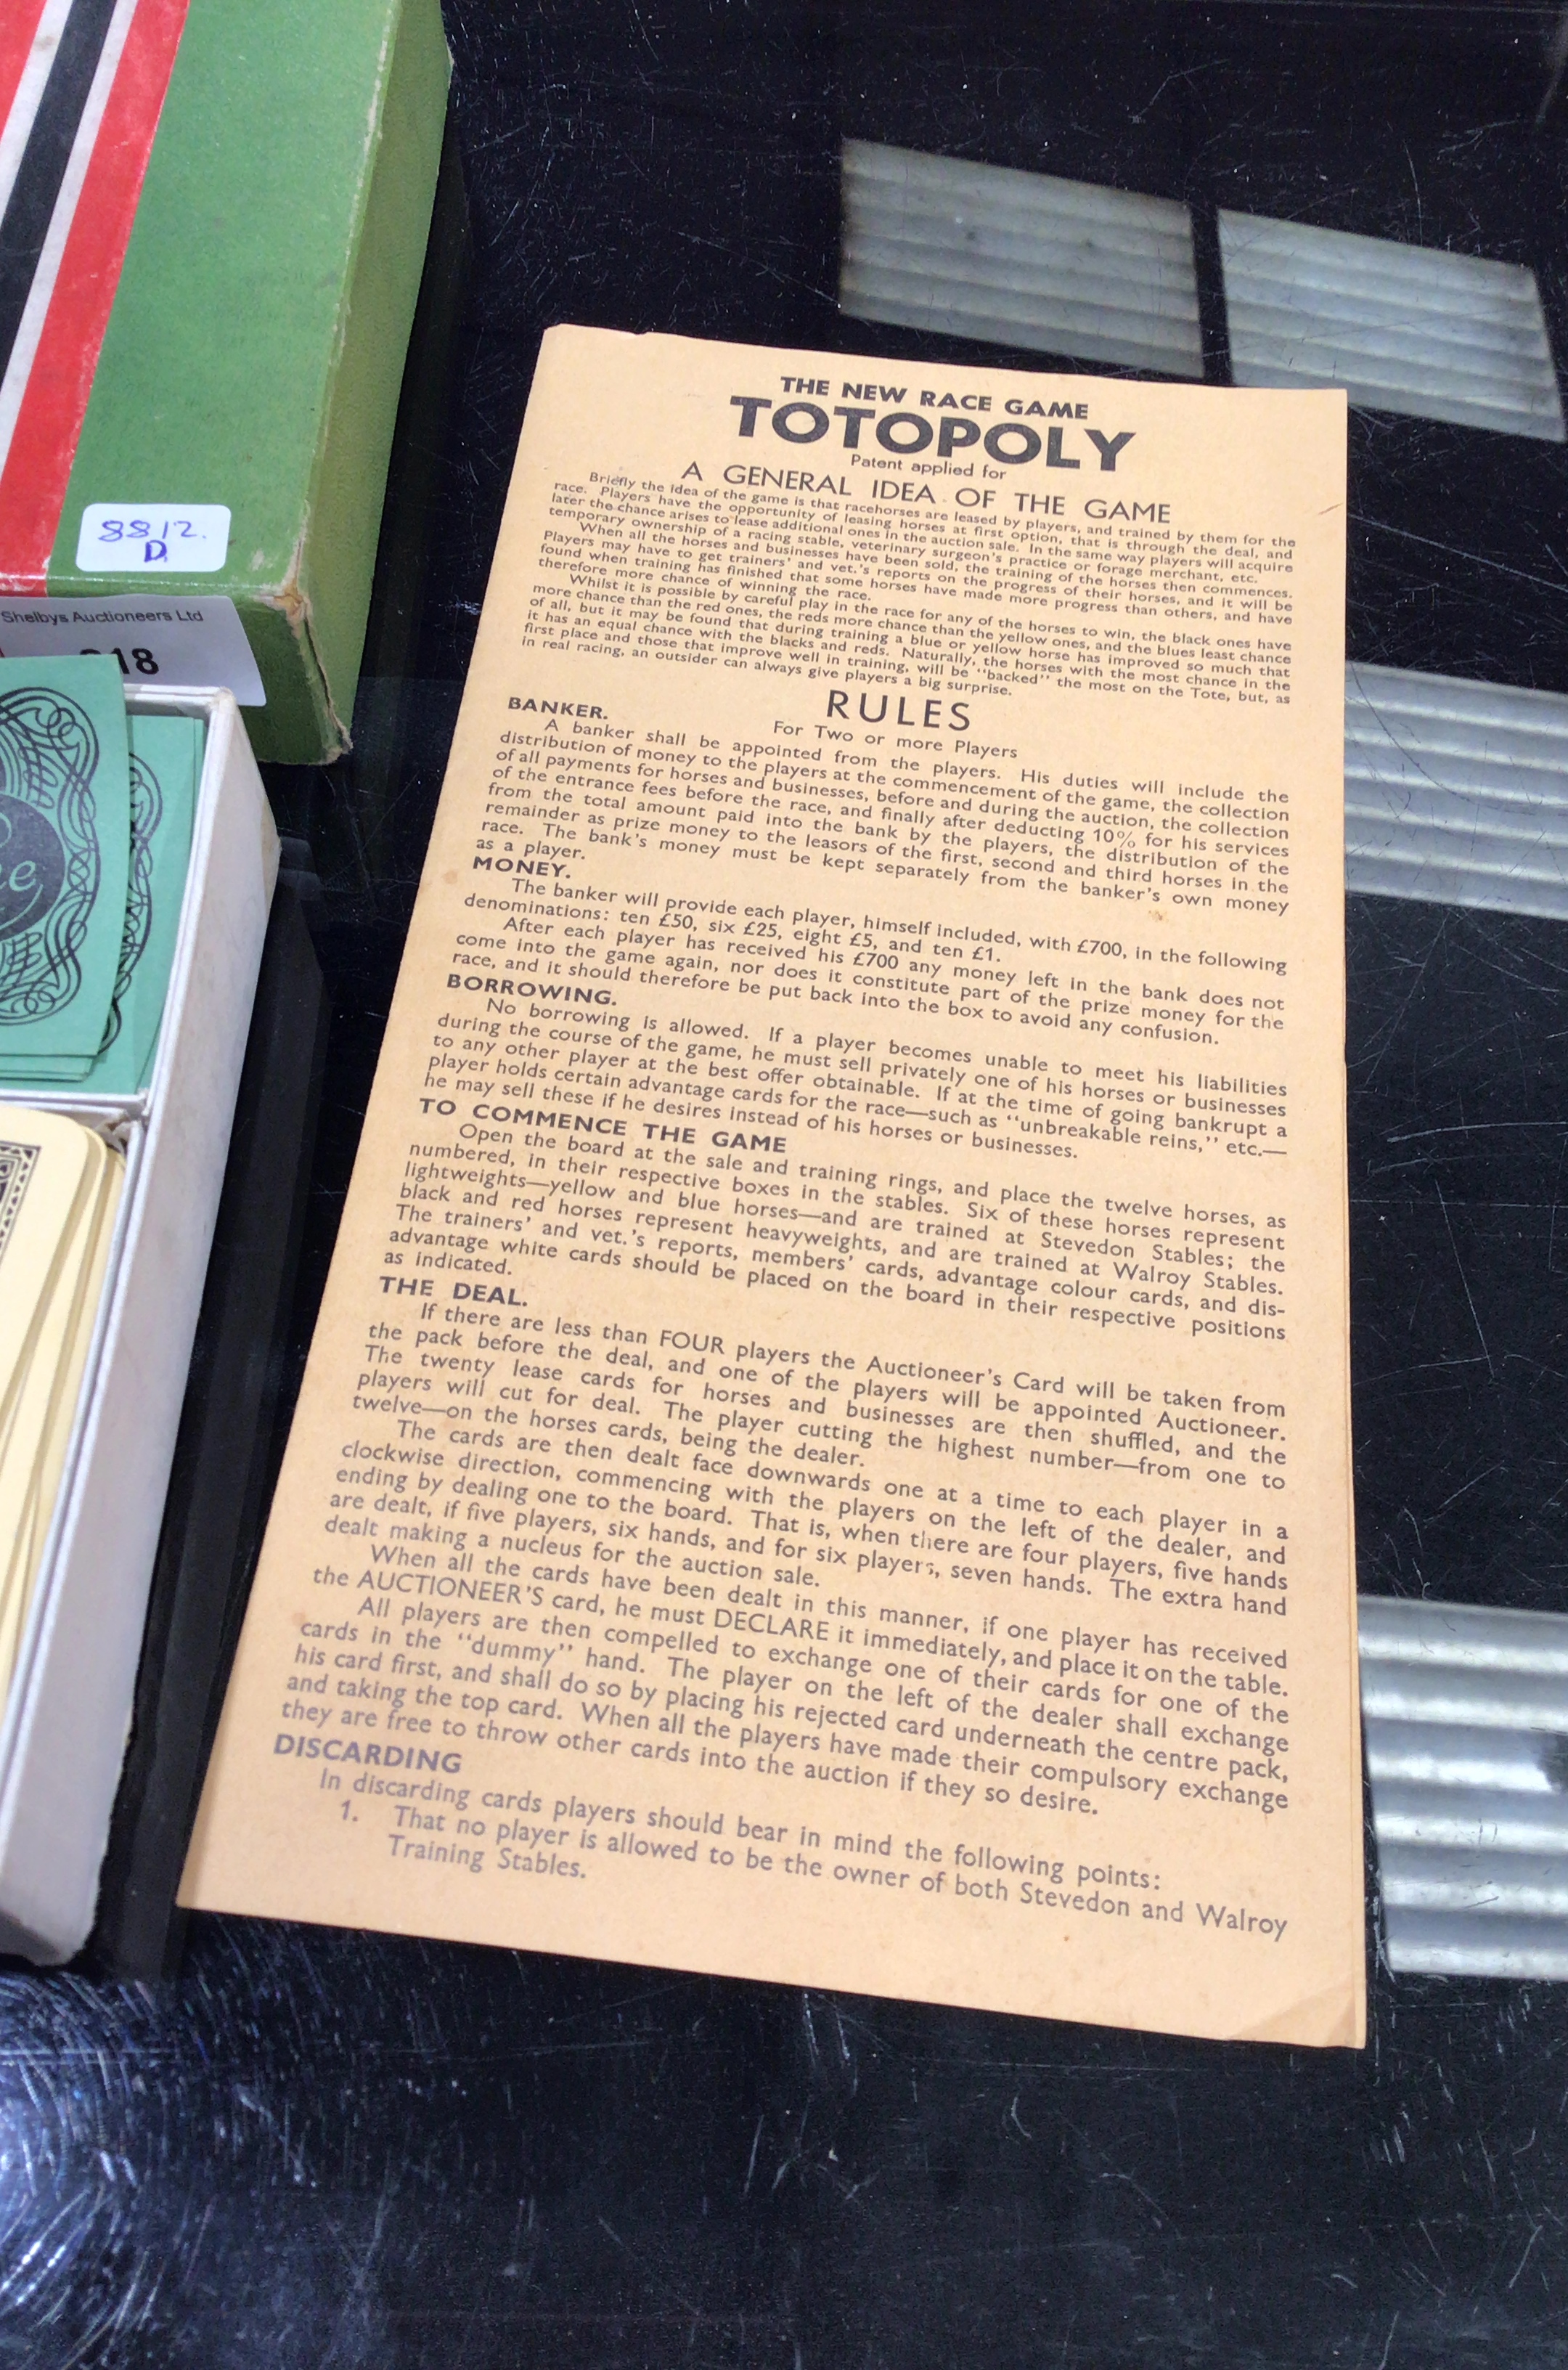 THE NEW RACE GAME
TOTOPOLY
Patent applied for
A GENERAL IDEA OF THE GAME
Briefly the idea of the game is that racehorses are leased by players, and trained by them for the
race. Players have the opportunity of leasing horses at first option, that is through the deal, and
later the chance arises to lease additional ones in the auction sale. In the same way players will acquire
temporary ownership of a racing stable, veterinary surgeon's practice or forage merchant, etc.
When all the horses and businesses have been sold, the training of the horses then commences.
Players may have to get trainers' and vet.'s reports on the progress of their horses, and it will be
found when training has finished that some horses have made more progress than others, and have
therefore more chance of winning the race.
Whilst it is possible by careful play in the race for any of the horses to win, the black ones have
more chance than the red ones, the reds more chance than the yellow ones, and the blues least chance
of all, but it may be found that during training a blue or yellow horse has improved so much that
it has an equal chance with the blacks and reds. Naturally, the horses with the most chance in the
first place and those that improve well in training, will be "backed" the most on the Tote, but, as
in real racing, an outsider can always give players a big surprise.
RULES
For Two or more Players
BANKER.
A banker shall be appointed from the players. His duties will include the
distribution of money to the players at the commencement of the game, the collection
of all payments for horses and businesses, before and during the auction, the collection
of the entrance fees before the race, and finally after deducting 10% for his services
from the total amount paid into the bank by the players, the distribution of the
remainder as prize money to the leasors of the first, second and third horses in the
race. The bank's money must be kept separately from the banker's own money
as a player.
MONEY.
The banker will provide each player, himself included, with £700, in the following
denominations: ten £50, six £25, eight £5, and ten £1.
After each player has received his £700 any money left in the bank does not
come into the game again, nor does it constitute part of the prize money for the
race, and it should therefore be put back into the box to avoid any confusion.
BORROWING.
No borrowing is allowed. If a player becomes unable to meet his liabilities
during the course of the game, he must sell privately one of his horses or businesses
to any other player at the best offer obtainable. If at the time of going bankrupt a
player holds certain advantage cards for the race—such as "unbreakable reins," etc.—
he may sell these if he desires instead of his horses or businesses.
TO COMMENCE THE GAME
Open the board at the sale and training rings, and place the twelve horses, as
numbered, in their respective boxes in the stables. Six of these horses represent
lightweights—yellow and blue horses—and are trained at Stevedon Stables; the
black and red horses represent heavyweights, and are trained at Walroy Stables.
The trainers' and vet.'s reports, members' cards, advantage colour cards, and dis-
advantage white cards should be placed on the board in their respective positions
as indicated.
THE DEAL.
If there are less than FOUR players the Auctioneer's Card will be taken from
the pack before the deal, and one of the players will be appointed Auctioneer.
The twenty lease cards for horses and businesses are then shuffled, and the
players will cut for deal. The player cutting the highest number—from one to
twelve—on the horses cards, being the dealer.
The cards are then dealt face downwards one at a time to each player in a
clockwise direction, commencing with the players on the left of the dealer, and
ending by dealing one to the board. That is, when there are four players, five hands
are dealt, if five players, six hands, and for six players, seven hands. The extra hand
dealt making a nucleus for the auction sale.
When all the cards have been dealt in this manner, if one player has received
the AUCTIONEER'S card, he must DECLARE it immediately, and place it on the table.
All players are then compelled to exchange one of their cards for one of the
cards in the "dummy" hand. The player on the left of the dealer shall exchange
his card first, and shall do so by placing his rejected card underneath the centre pack,
and taking the top card. When all the players have made their compulsory exchange
they are free to throw other cards into the auction if they so desire.
DISCARDING
In discarding cards players should bear in mind the following points:
1. That no player is allowed to be the owner of both Stevedon and Walroy
Training Stables.
8812.
D.
Shelbys Auctioneers Ltd
18